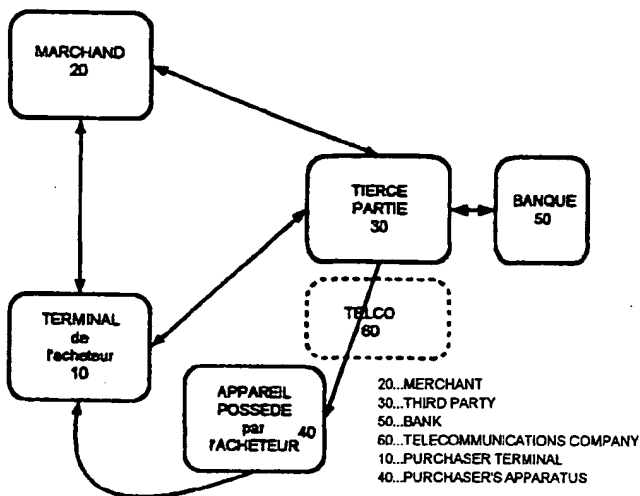 MARCHAND
20
TIERCE
PARTIE
30
BANQUE
50
TERMINAL
de
l'acheteur
10
TELCO
60
APPAREIL
POSSEDE
par
l'ACHETEUR 40
20...MERCHANT
30...THIRD PARTY
50...BANK
60...TELECOMMUNICATIONS COMPANY
10...PURCHASER TERMINAL
40...PURCHASER'S APPARATUS